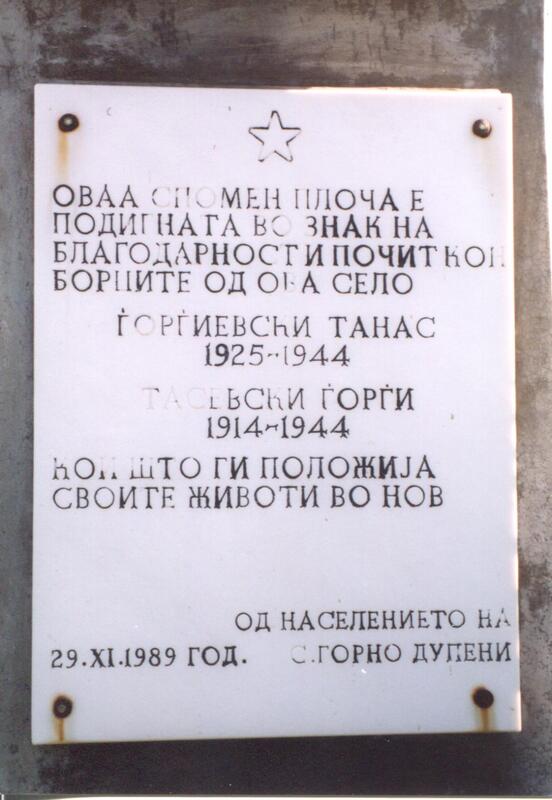 ОВАА СПОМЕН ПЛОЧА Е
ПОДИГНАТА ВО ЗНАК НА
БЛАГОДАРНОСТ И ПОЧИТ КОН
БОРЦИТЕ ОД ОВА СЕЛО
ЃОРЃИЕВСКИ ТАНАС
1925-1944
ТАСЕВСКИ ЃОРЃИ
1914-1944
КОИ ШТО ГИ ПОЛОЖИЈА
СВОИТЕ ЖИВОТИ ВО НОВ
ОД НАСЕЛЕНИЕТО НА
29.XI.1989 ГОД. С.ГОРНО ДУПЕНИ